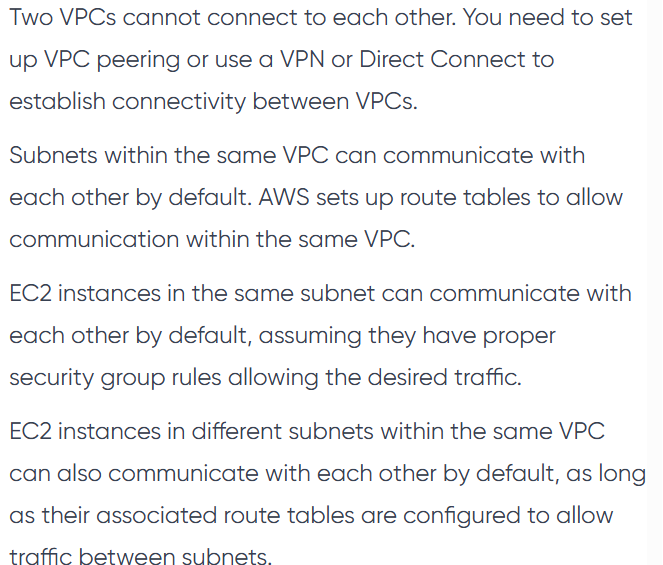 Two VPCs cannot connect to each other. You need to set
up VPC peering or use a VPN or Direct Connect to
establish connectivity between VPCs.
Subnets within the same VPC can communicate with
each other by default. AWS sets up route tables to allow
communication within the same VPC.
EC2 instances in the same subnet can communicate with
each other by default, assuming they have proper
security group rules allowing the desired traffic.
EC2 instances in different subnets within the same VPC
can also communicate with each other by default, as long
as their associated route tables are configured to allow
traffic between subnets.